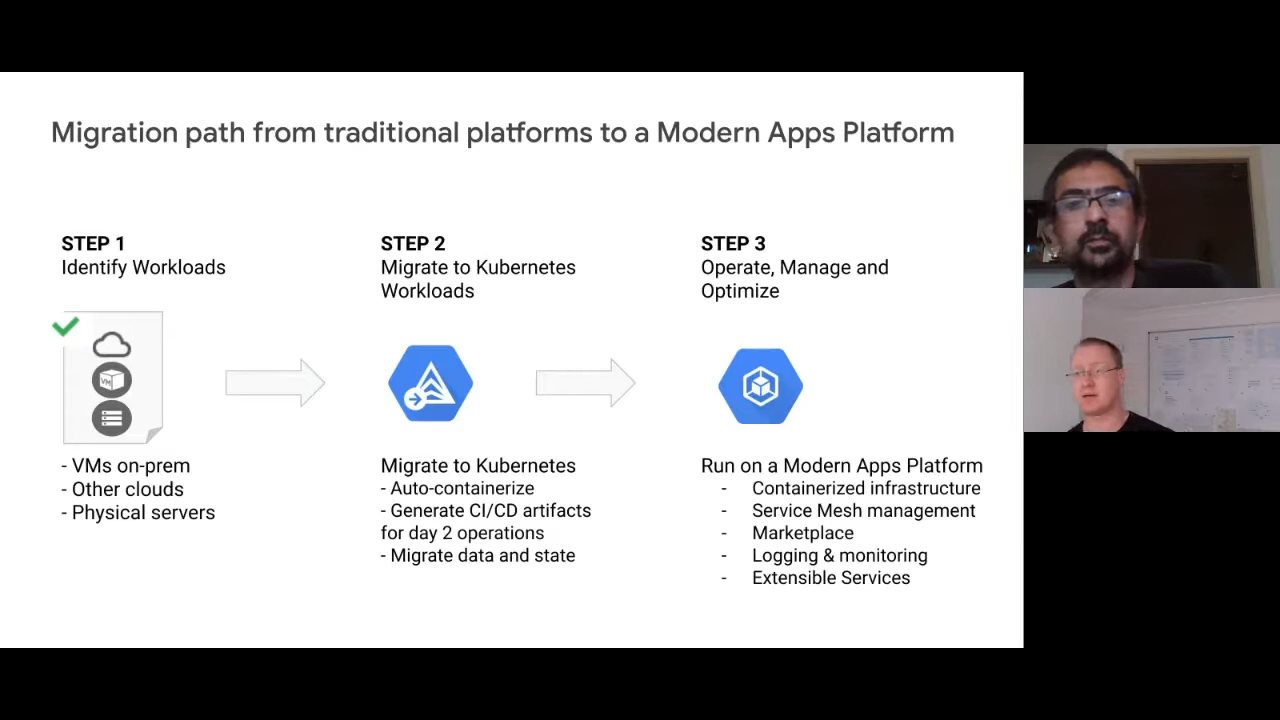 Migration path from traditional platforms to a Modern Apps Platform
STEP 1
Identify Workloads
VM
- VMs on-prem
- Other clouds
- Physical servers
STEP 2
Migrate to Kubernetes
Workloads
Migrate to Kubernetes
- Auto-containerize
- Generate CI/CD artifacts
for day 2 operations
- Migrate data and state
STEP 3
Operate, Manage and
Optimize
Run on a Modern Apps Platform
- Containerized infrastructure
- Service Mesh management
- Marketplace
- Logging & monitoring
- Extensible Services